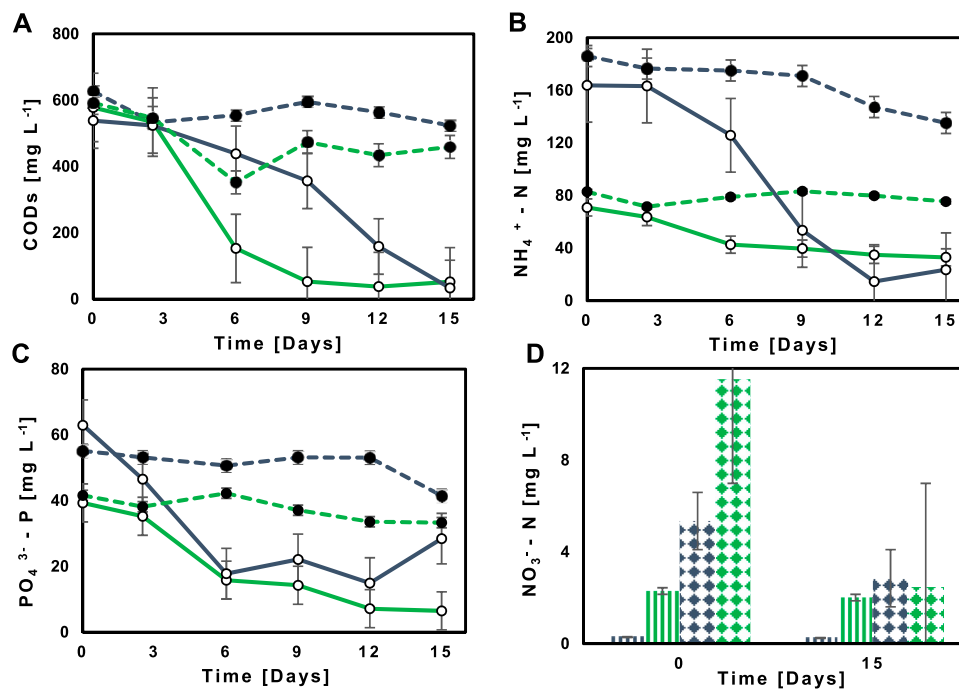 A
CODs [mg L⁻¹]
800
600
400
200
0
0 3 6 9 12 15
Time [Days]
B
NH₄ ⁺ - N [mg L⁻¹]
200
160
120
80
40
0
0 3 6 9 12 15
Time [Days]
C
PO₄ ³⁻ - P [mg L⁻¹]
80
60
40
20
0
0 3 6 9 12 15
Time [Days]
D
NO₃⁻ - N [mg L⁻¹]
12
8
4
0
0 15
Time [Days]